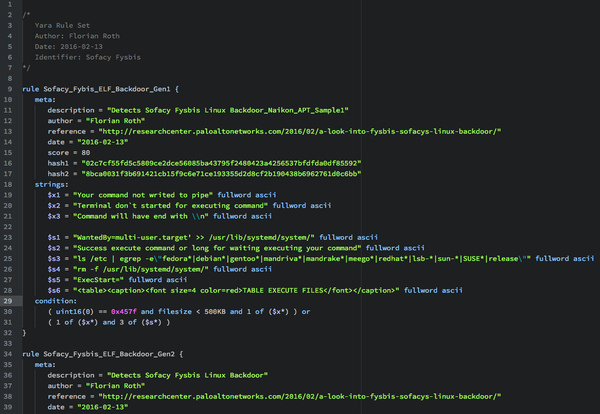 1
2 /*
3 Yara Rule Set
4 Author: Florian Roth
5 Date: 2016-02-13
6 Identifier: Sofacy Fysbis
7 */
8
9 rule Sofacy_Fybis_ELF_Backdoor_Gen1 {
10 meta:
11 description = "Detects Sofacy Fysbis Linux Backdoor_Naikon_APT_Sample1"
12 author = "Florian Roth"
13 reference = "http://researchcenter.paloaltonetworks.com/2016/02/a-look-into-fysbis-sofacys-linux-backdoor/"
14 date = "2016-02-13"
15 score = 80
16 hash1 = "02c7cf55fd5c5809ce2dce56085ba43795f2480423a4256537bfdfda0df85592"
17 hash2 = "8bca0031f3b691421cb15f9c6e71ce193355d2d8cf2b190438b6962761d0c6bb"
18 strings:
19 $x1 = "Your command not writed to pipe" fullword ascii
20 $x2 = "Terminal don`t started for executing command" fullword ascii
21 $x3 = "Command will have end with \\n" fullword ascii
22
23 $s1 = "WantedBy=multi-user.target' >> /usr/lib/systemd/system/" fullword ascii
24 $s2 = "Success execute command or long for waiting executing your command" fullword ascii
25 $s3 = "ls /etc | egrep -e\"fedora*|debian*|gentoo*|mandriva*|mandrake*|meego*|redhat*|lsb-*|sun-*|SUSE*|release\"" fullword ascii
26 $s4 = "rm -f /usr/lib/systemd/system/" fullword ascii
27 $s5 = "ExecStart=" fullword ascii
28 $s6 = "<table><caption><font size=4 color=red>TABLE EXECUTE FILES</font></caption>" fullword ascii
29 condition:
30 ( uint16(0) == 0x457f and filesize < 500KB and 1 of ($x*) ) or
31 ( 1 of ($x*) and 3 of ($s*) )
32 }
33
34 rule Sofacy_Fysbis_ELF_Backdoor_Gen2 {
35 meta:
36 description = "Detects Sofacy Fysbis Linux Backdoor"
37 author = "Florian Roth"
38 reference = "http://researchcenter.paloaltonetworks.com/2016/02/a-look-into-fysbis-sofacys-linux-backdoor/"
39 date = "2016-02-13"